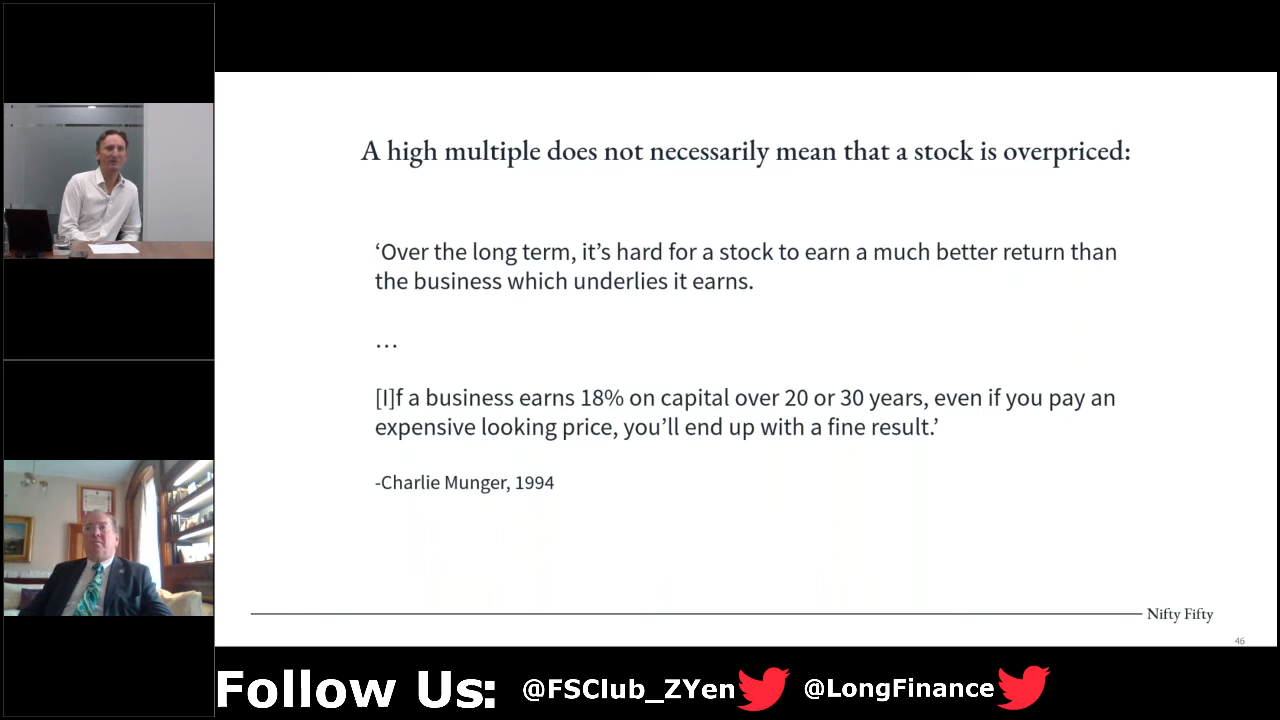 A high multiple does not necessarily mean that a stock is overpriced:
‘Over the long term, it’s hard for a stock to earn a much better return than
the business which underlies it earns.
…
[I]f a business earns 18% on capital over 20 or 30 years, even if you pay an
expensive looking price, you’ll end up with a fine result.’
-Charlie Munger, 1994
Nifty Fifty
46
Follow Us: @FSClub_ZYen @LongFinance